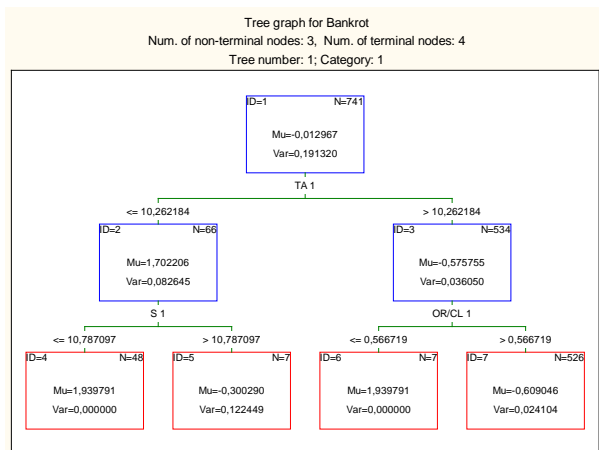 Tree graph for Bankrot
Num. of non-terminal nodes: 3, Num. of terminal nodes: 4
Tree number: 1; Category: 1
ID=1 N=741
Mu=-0,012967
Var=0,191320
TA 1
<= 10,262184 > 10,262184
ID=2 N=66 ID=3 N=534
Mu=1,702206 Mu=-0,575755
Var=0,082645 Var=0,036050
S 1 OR/CL 1
<= 10,787097 > 10,787097 <= 0,566719 > 0,566719
ID=4 N=48 ID=5 N=7 ID=6 N=7 ID=7 N=526
Mu=1,939791 Mu=-0,300290 Mu=1,939791 Mu=-0,609046
Var=0,000000 Var=0,122449 Var=0,000000 Var=0,024104